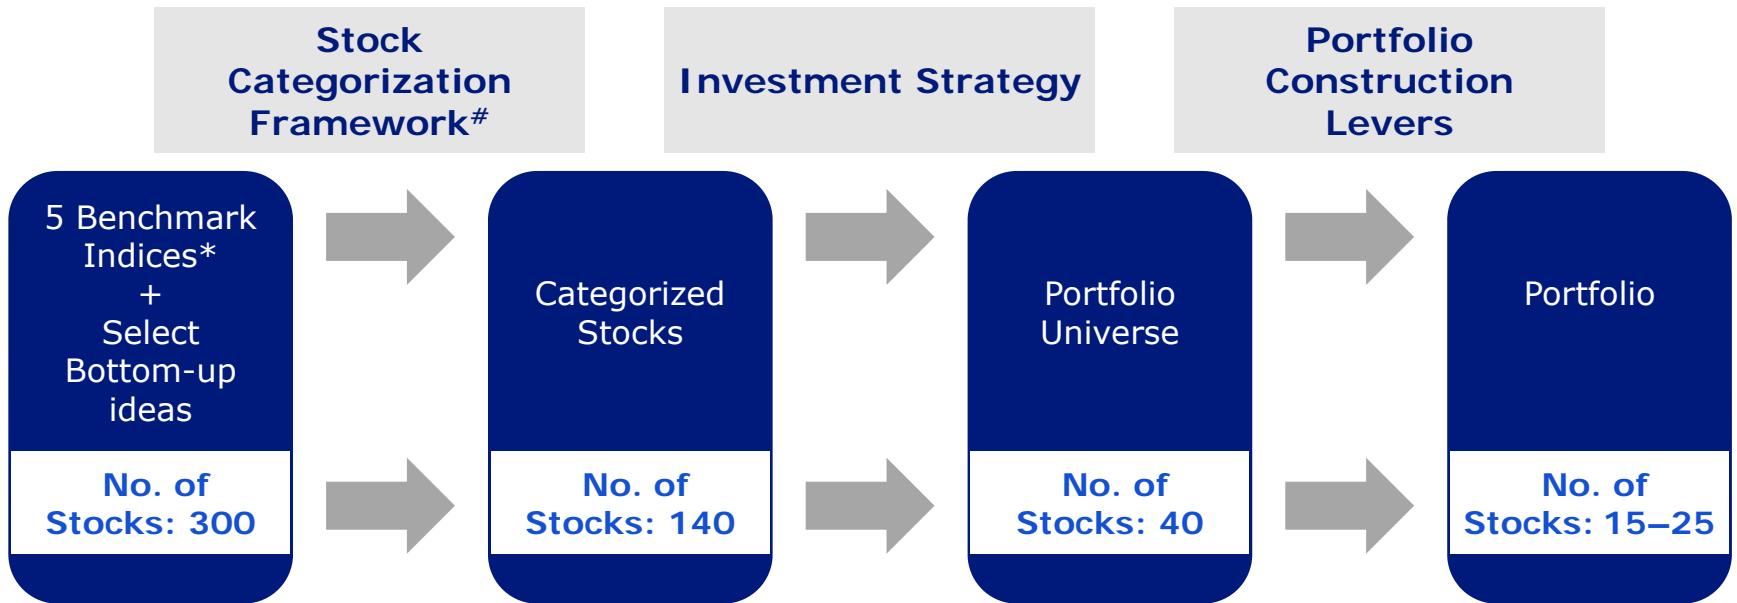 Stock
Categorization
Framework#
Investment Strategy
Portfolio
Construction
Levers
5 Benchmark
Indices*
+
Select
Bottom-up
ideas
No. of
Stocks: 300
Categorized
Stocks
No. of
Stocks: 140
Portfolio
Universe
No. of
Stocks: 40
Portfolio
No. of
Stocks: 15–25